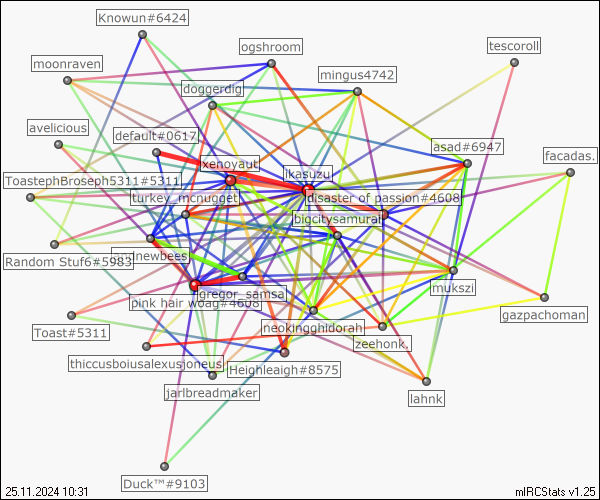 Knowun#6424
ogshroom
tescoroll
moonraven
mingus4742
doggerdig
avelicious
default#0617
asad#6947
facadas.
xenoyaut
ikasuzu
ToastephBroseph5311#5311
turkey_mcnugget
disaster of passion#4608
bigcitysamurai
Random Stuf6#5983
newbees
mukszi
gregor_samsa
pink hair woag#4608
gazpachoman
neokingghidorah
Toast#5311
zeehonk.
thiccusboiusalexusjoneus
Heighleaigh#8575
jarlbreadmaker
lahnk
Duck™#9103
25.11.2024 10:31
mIRCStats v1.25